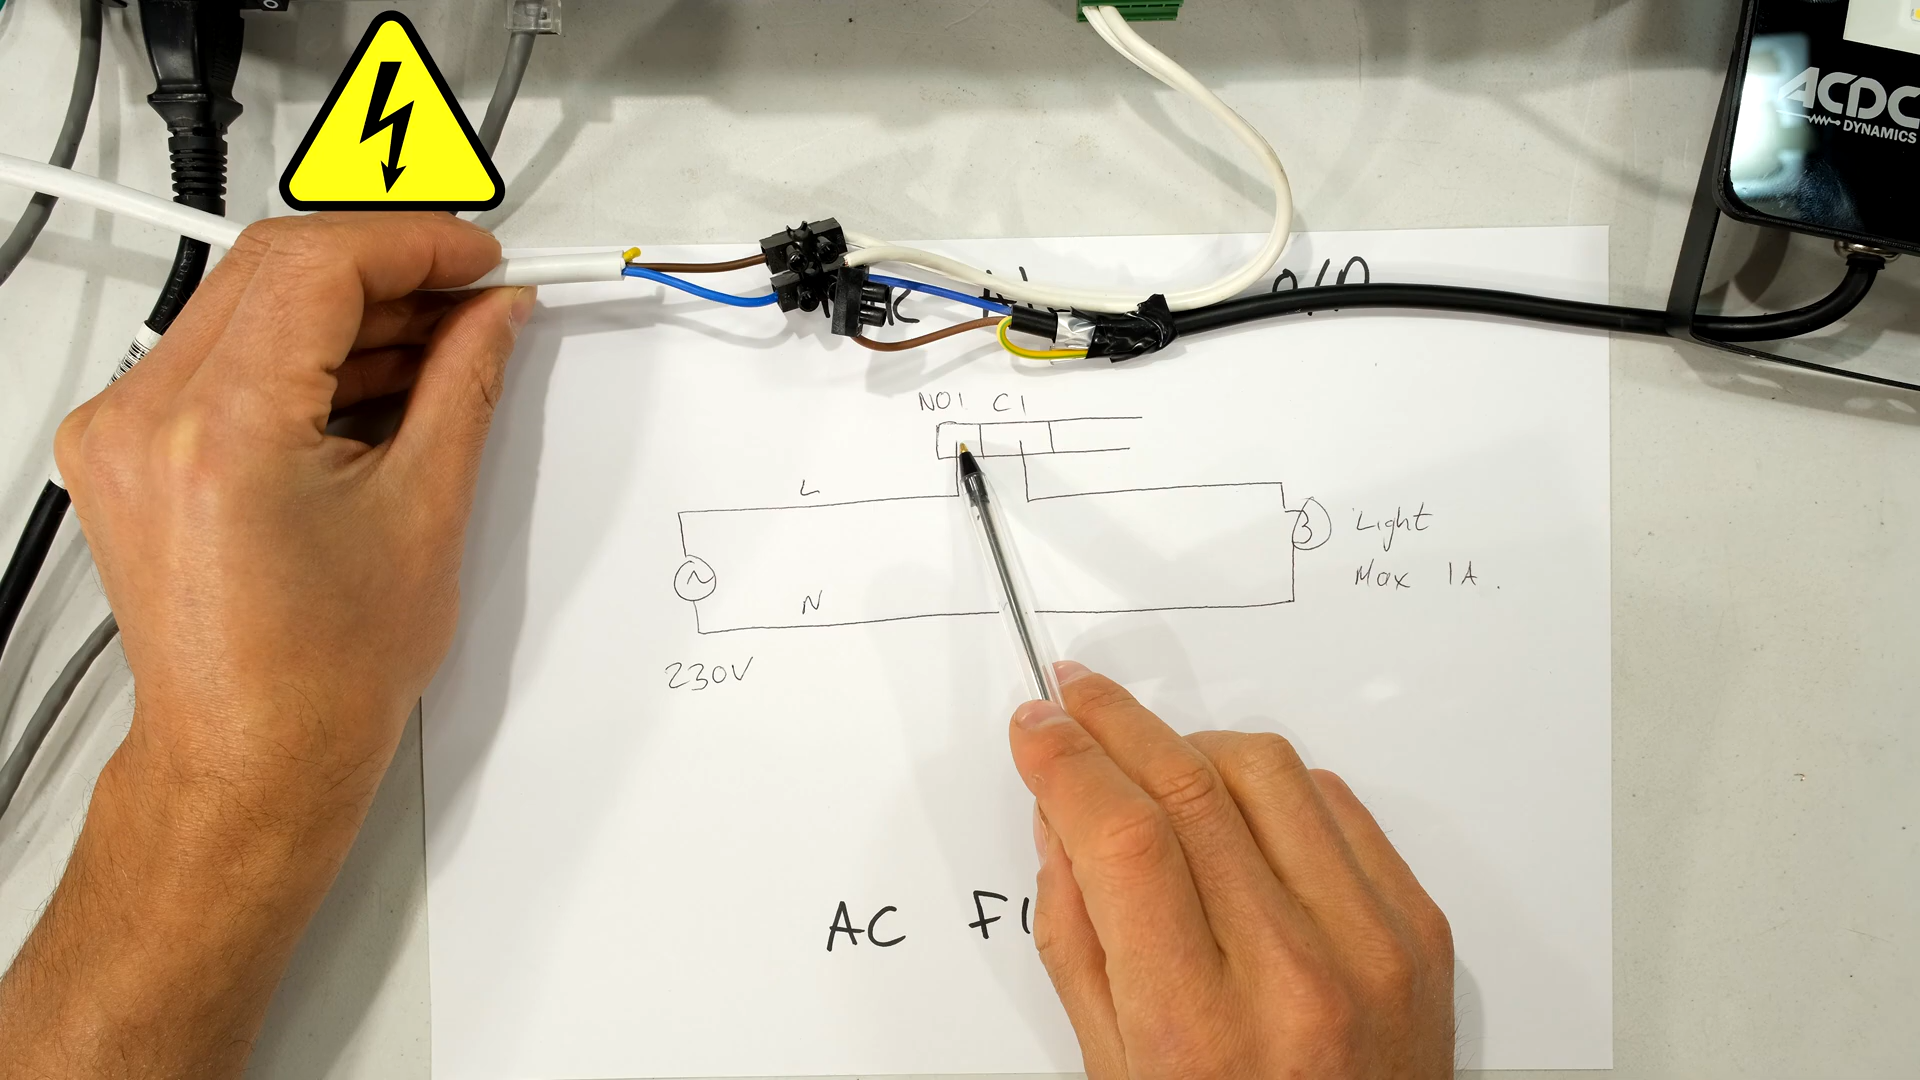 ACDC
DYNAMICS
NO1 C1
L
Light
Max 1A.
N
230V
AC